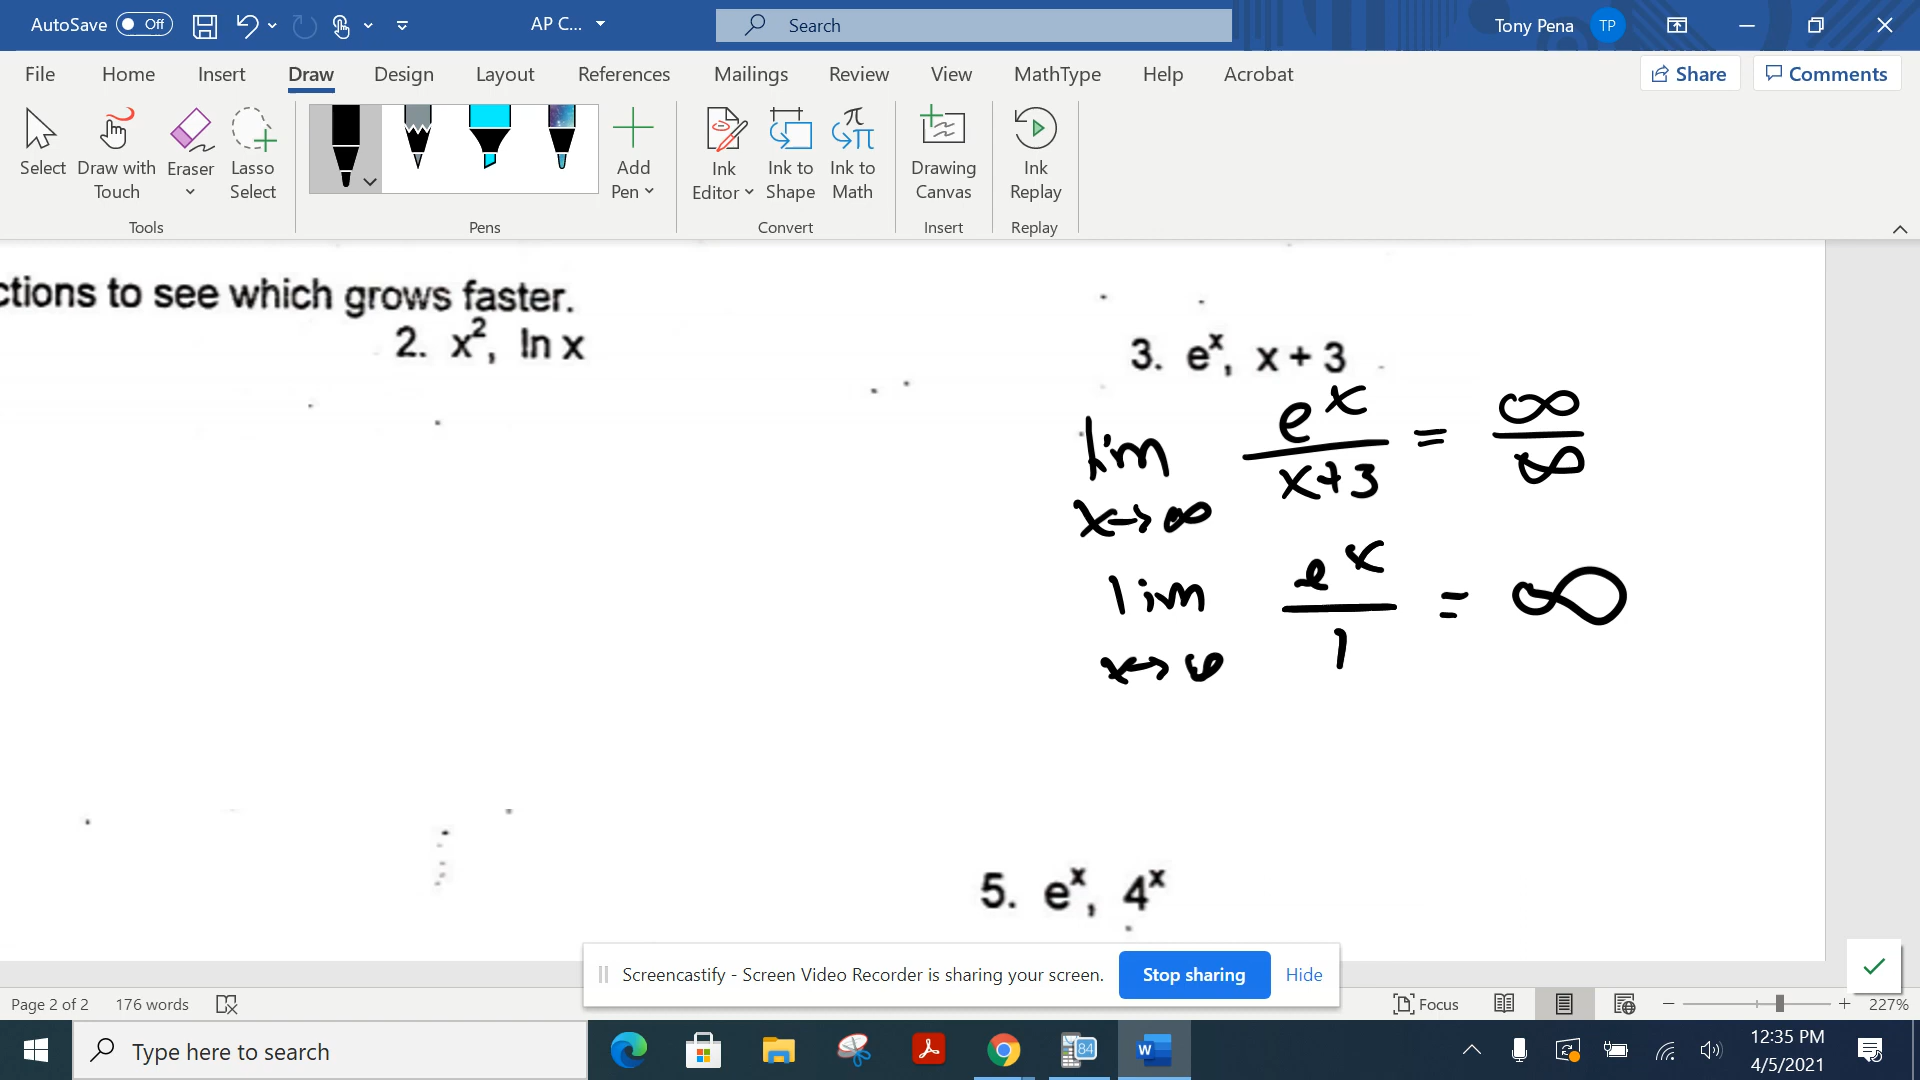 AutoSave Off AP C... Search Tony Pena TP
File Home Insert Draw Design Layout References Mailings Review View MathType Help Acrobat Share Comments
Select Draw with Touch Eraser Lasso Select Add Pen Ink Editor Ink to Shape Ink to Math Drawing Canvas Ink Replay
Tools Pens Convert Insert Replay
ctions to see which grows faster.
2. x², ln x
3. eˣ, x + 3
lim x→∞ eˣ/(x+3) = ∞/∞
lim x→∞ eˣ/1 = ∞
5. eˣ, 4ˣ
Screencastify - Screen Video Recorder is sharing your screen. Stop sharing Hide
Page 2 of 2 176 words Focus 227%
Type here to search 84 12:35 PM
4/5/2021